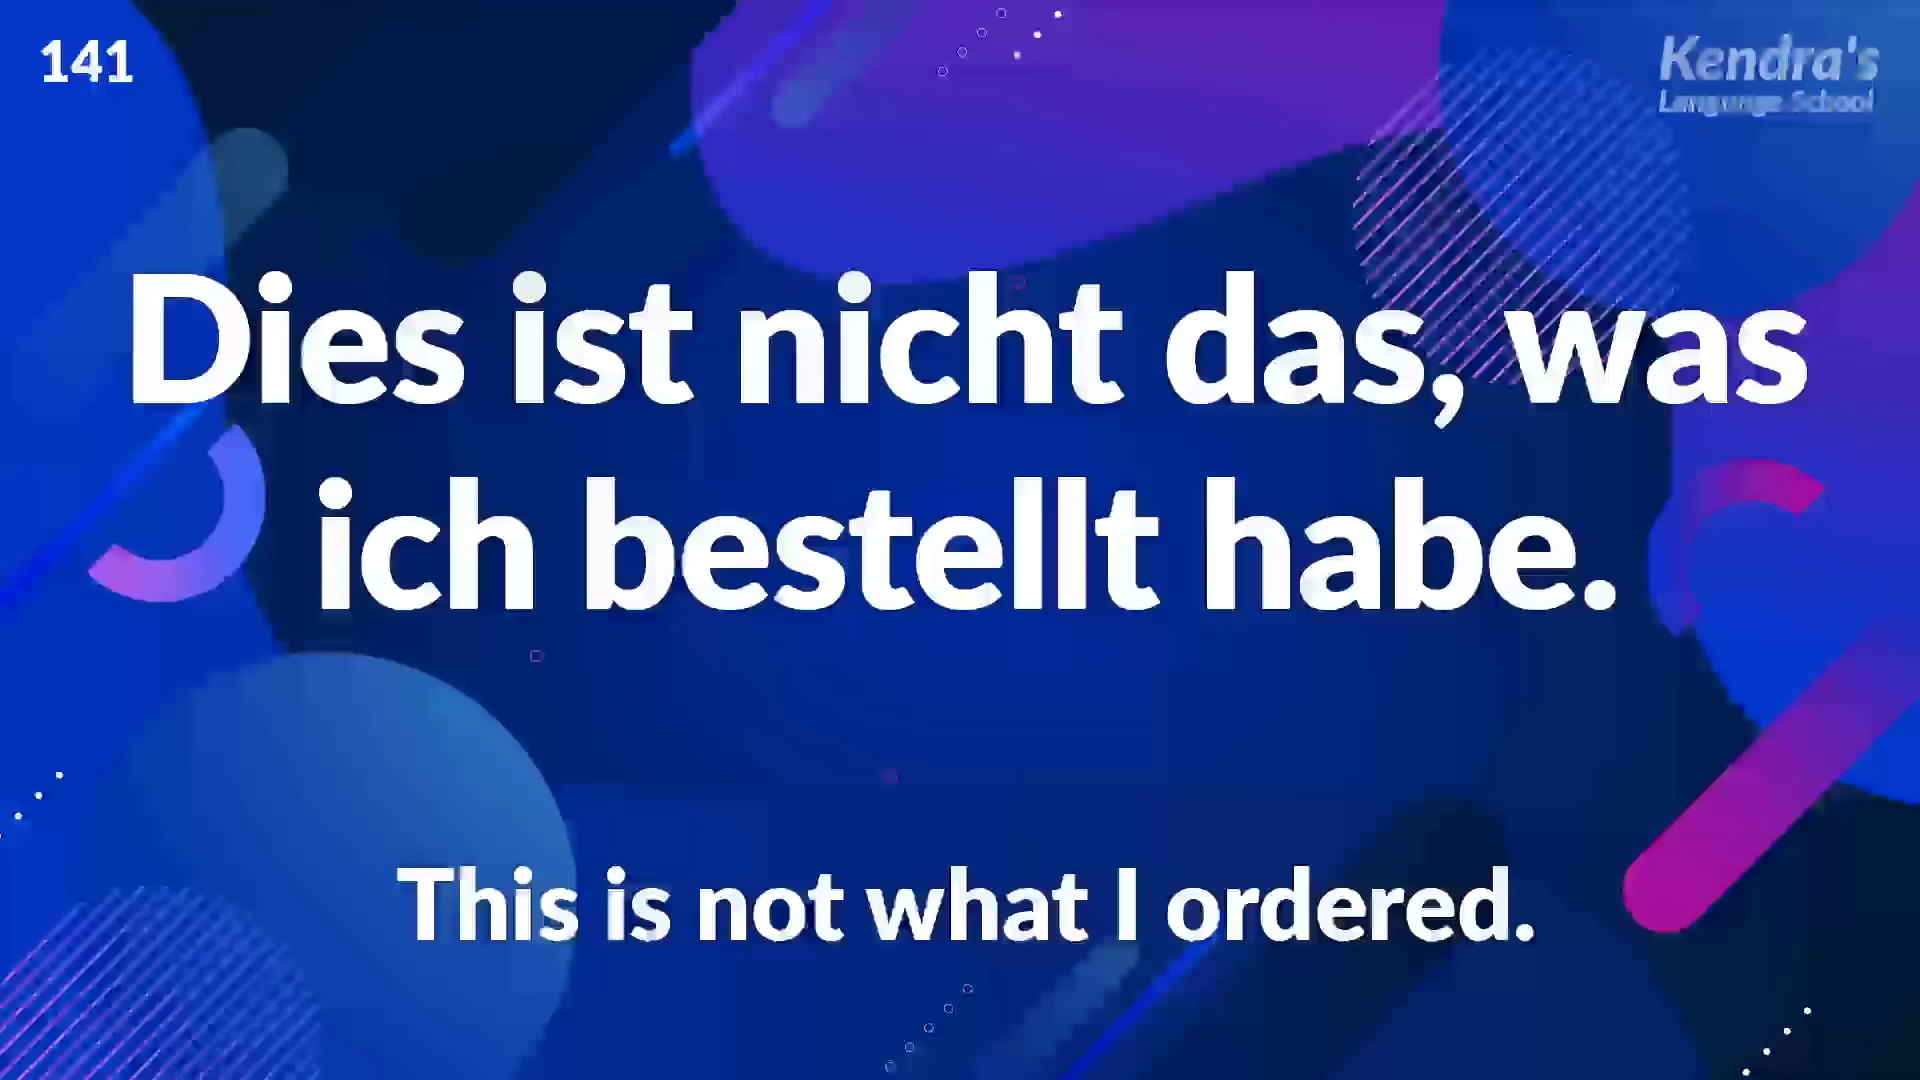 141
Kendra's
Language School
Dies ist nicht das, was
ich bestellt habe.
This is not what I ordered.